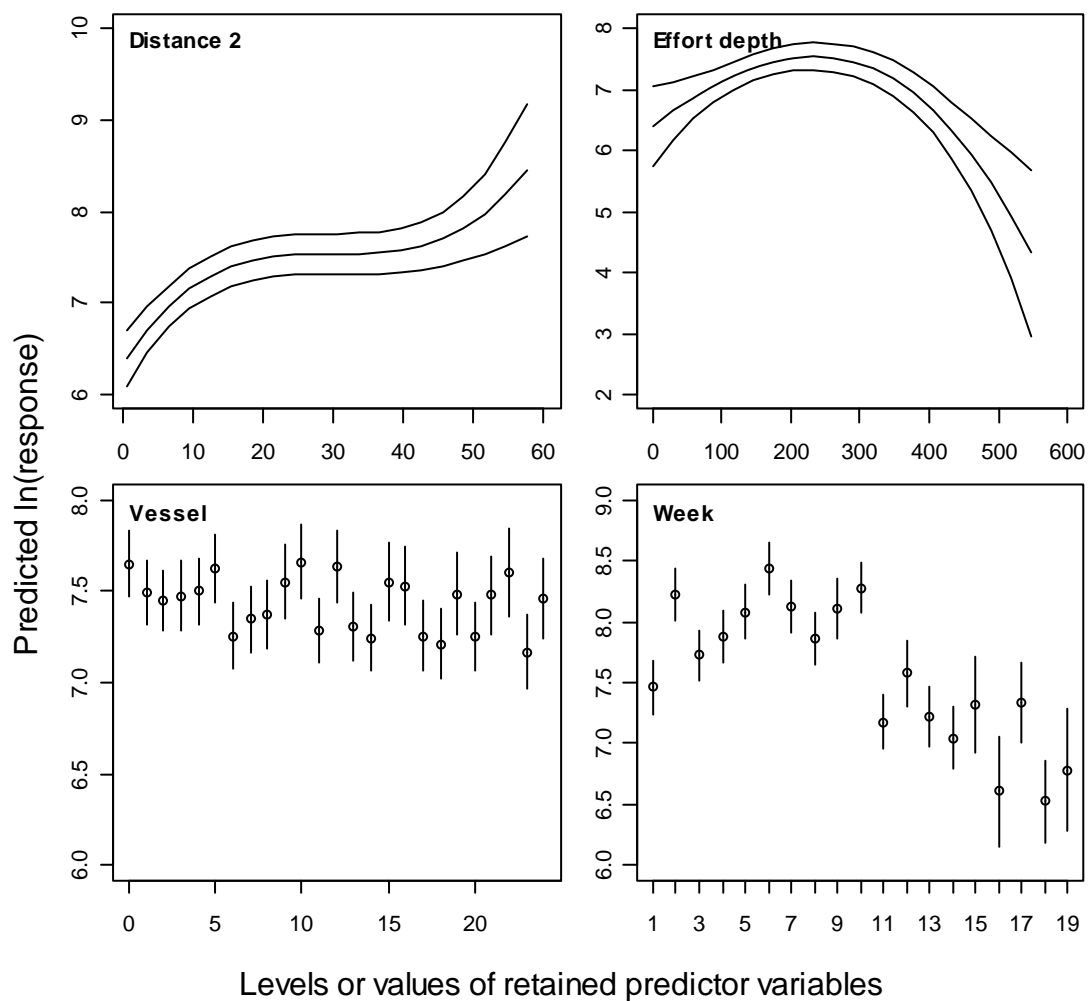 Predicted ln(response)
Distance 2
10
9
8
7
6
0 10 20 30 40 50 60
Effort depth
8
7
6
5
4
3
2
0 100 200 300 400 500 600
Vessel
8.0
7.5
7.0
6.5
6.0
0 5 10 15 20
Week
9.0
8.5
8.0
7.5
7.0
6.5
6.0
1 3 5 7 9 11 13 15 17 19
Levels or values of retained predictor variables